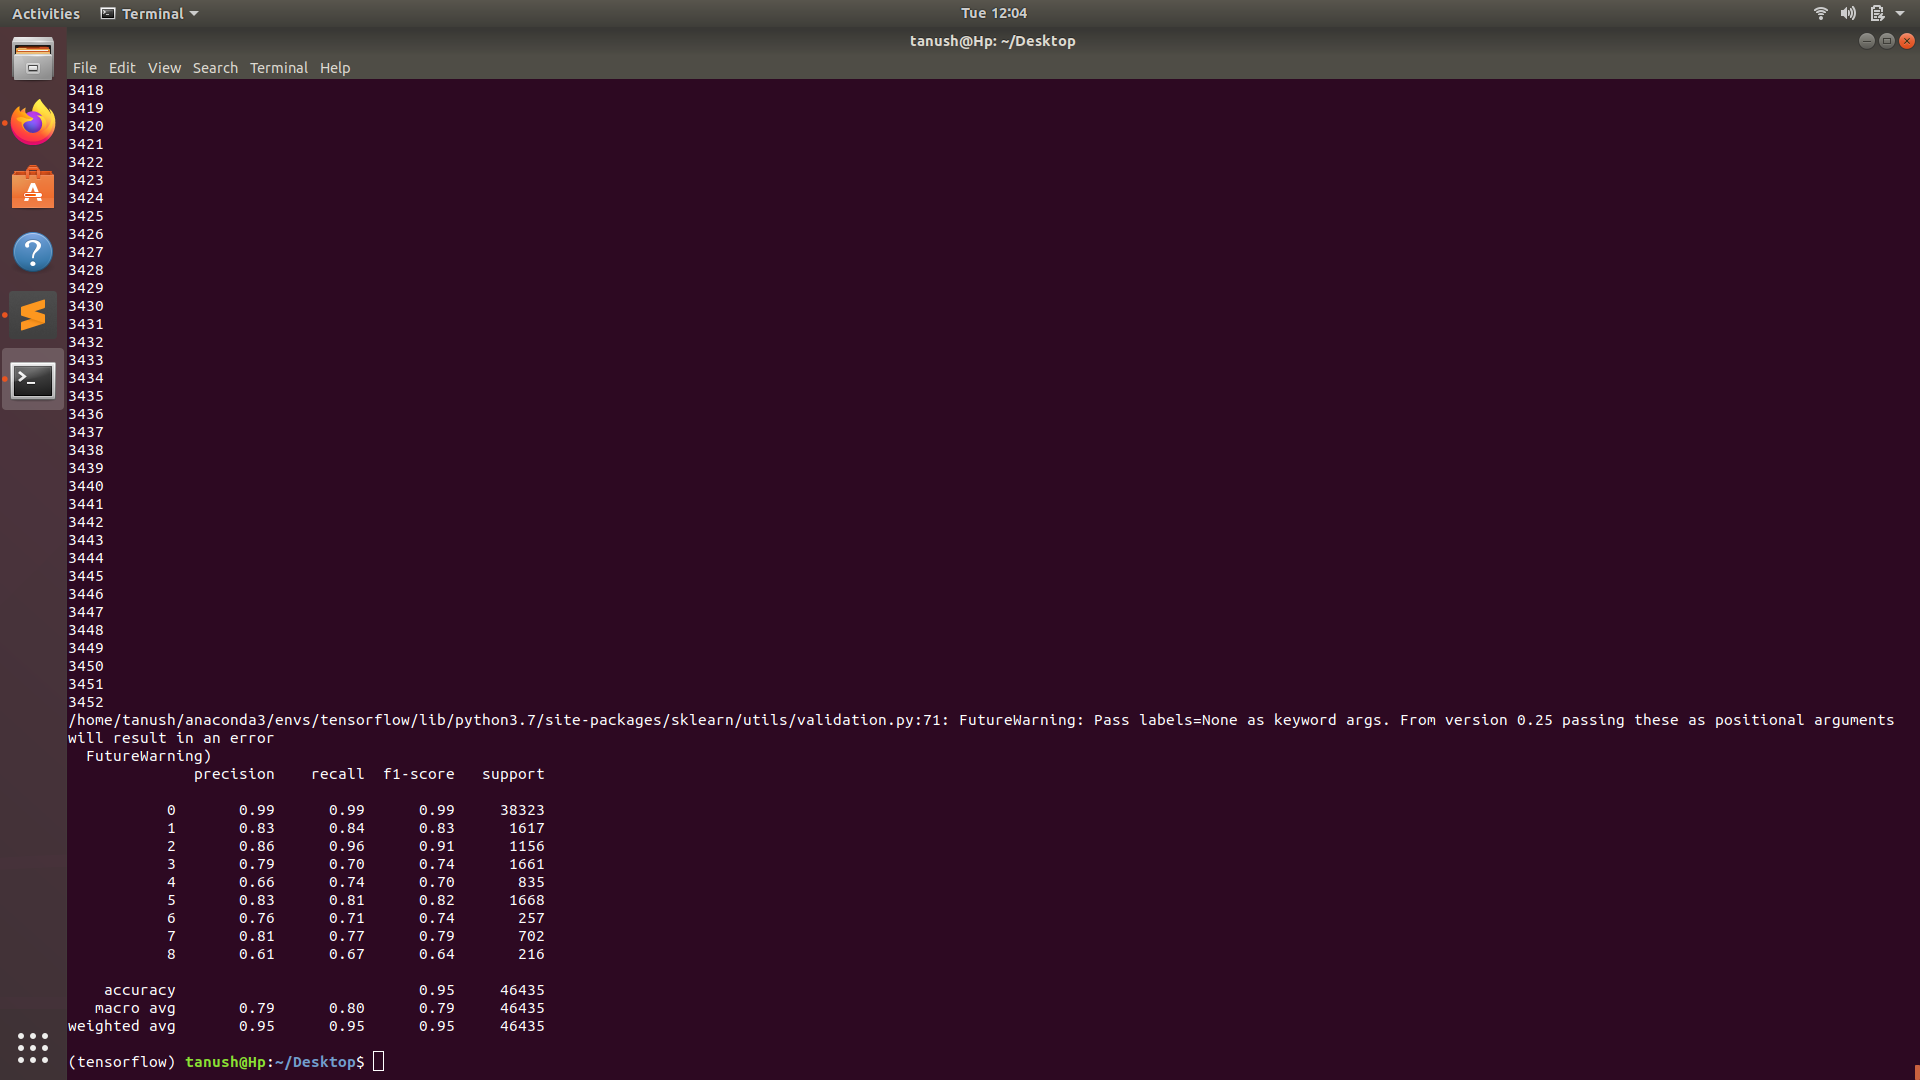 Activities Terminal Tue 12:04
tanush@Hp: ~/Desktop
File Edit View Search Terminal Help
3418
3419
3420
3421
3422
3423
3424
3425
3426
3427
3428
3429
3430
3431
3432
3433
3434
3435
3436
3437
3438
3439
3440
3441
3442
3443
3444
3445
3446
3447
3448
3449
3450
3451
3452
/home/tanush/anaconda3/envs/tensorflow/lib/python3.7/site-packages/sklearn/utils/validation.py:71: FutureWarning: Pass labels=None as keyword args. From version 0.25 passing these as positional arguments
will result in an error
  FutureWarning)
              precision    recall  f1-score   support
           0       0.99      0.99      0.99     38323
           1       0.83      0.84      0.83      1617
           2       0.86      0.96      0.91      1156
           3       0.79      0.70      0.74      1661
           4       0.66      0.74      0.70       835
           5       0.83      0.81      0.82      1668
           6       0.76      0.71      0.74       257
           7       0.81      0.77      0.79       702
           8       0.61      0.67      0.64       216
    accuracy                           0.95     46435
   macro avg       0.79      0.80      0.79     46435
weighted avg       0.95      0.95      0.95     46435
(tensorflow) tanush@Hp:~/Desktop$